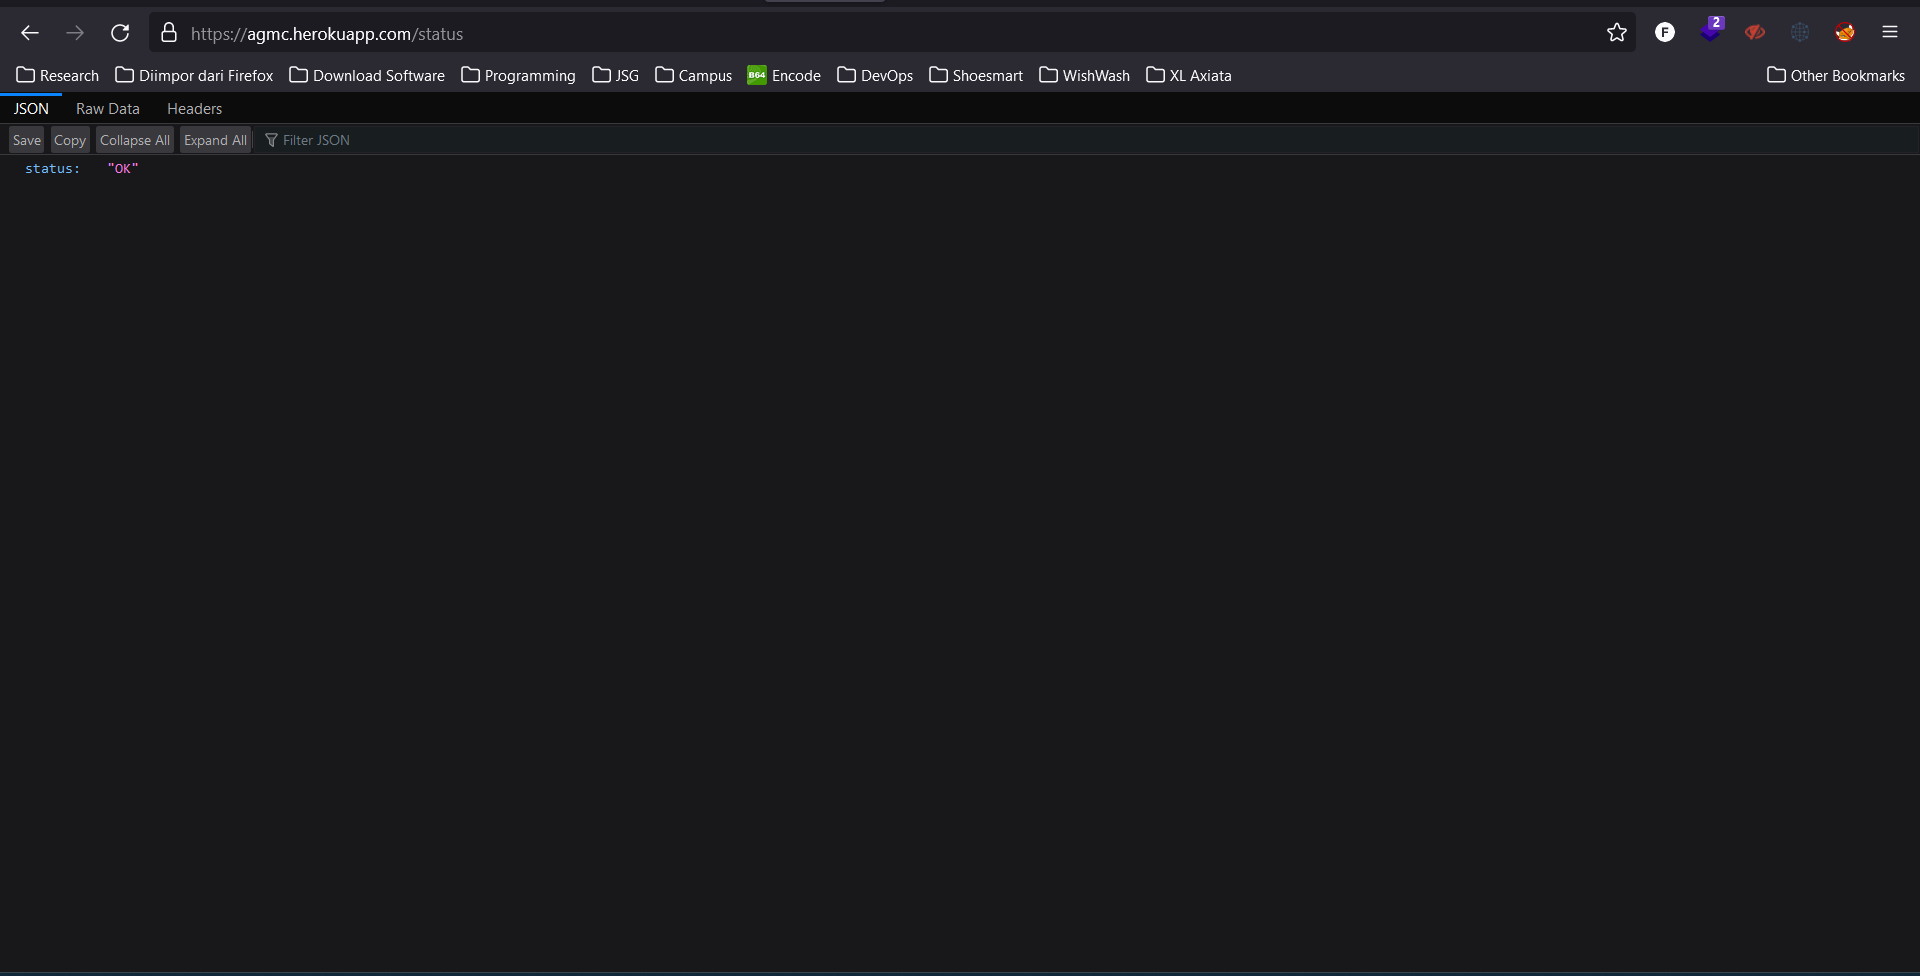 https://agmc.herokuapp.com/status F 2
Research Diimpor dari Firefox Download Software Programming JSG Campus B64 Encode DevOps Shoesmart WishWash XL Axiata Other Bookmarks
JSON Raw Data Headers
Save Copy Collapse All Expand All Filter JSON
status: "OK"